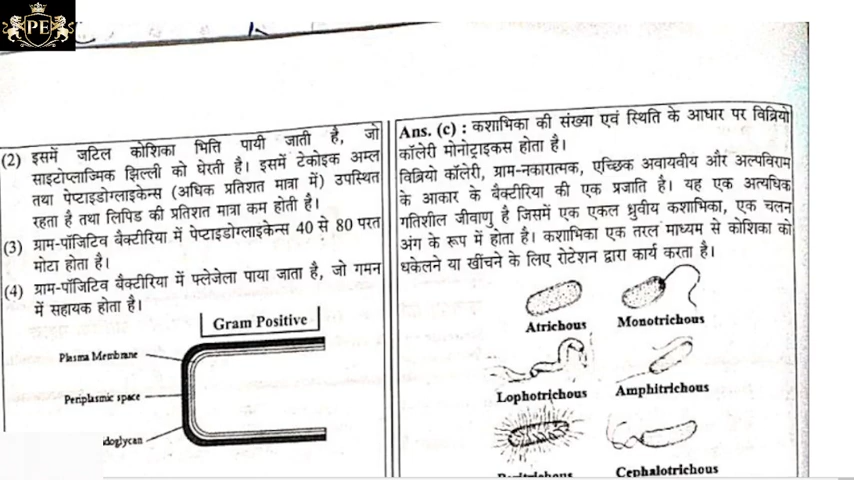 PE
(2) इसमें जटिल कोशिका भित्ति पायी जाती है, जो
साइटोप्लाज्मिक झिल्ली को घेरती है। इसमें टेकोइक अम्ल
तथा पेप्टाइडोग्लाइकेन्स (अधिक प्रतिशत मात्रा में) उपस्थित
रहता है तथा लिपिड की प्रतिशत मात्रा कम होती है।
(3) ग्राम-पॉजिटिव बैक्टीरिया में पेप्टाइडोग्लाइकेन्स 40 से 80 परत
मोटा होता है।
(4) ग्राम-पॉजिटिव बैक्टीरिया में फ्लेजेला पाया जाता है, जो गमन
में सहायक होता है।
Gram Positive
Plasma Membrane
Periplasmic space
doglycan
Ans. (c) : कशाभिका की संख्या एवं स्थिति के आधार पर विब्रियो
कॉलेरी मोनोट्राइकस होता है।
विब्रियो कॉलेरी, ग्राम-नकारात्मक, एच्छिक अवायवीय और अल्पविराम
के आकार के बैक्टीरिया की एक प्रजाति है। यह एक अत्यधिक
गतिशील जीवाणु है जिसमें एक एकल ध्रुवीय कशाभिका, एक चलन
अंग के रूप में होता है। कशाभिका एक तरल माध्यम से कोशिका को
धकेलने या खींचने के लिए रोटेशन द्वारा कार्य करता है।
Atrichous
Monotrichous
Lophotrichous
Amphitrichous
Peritrichous
Cephalotrichous